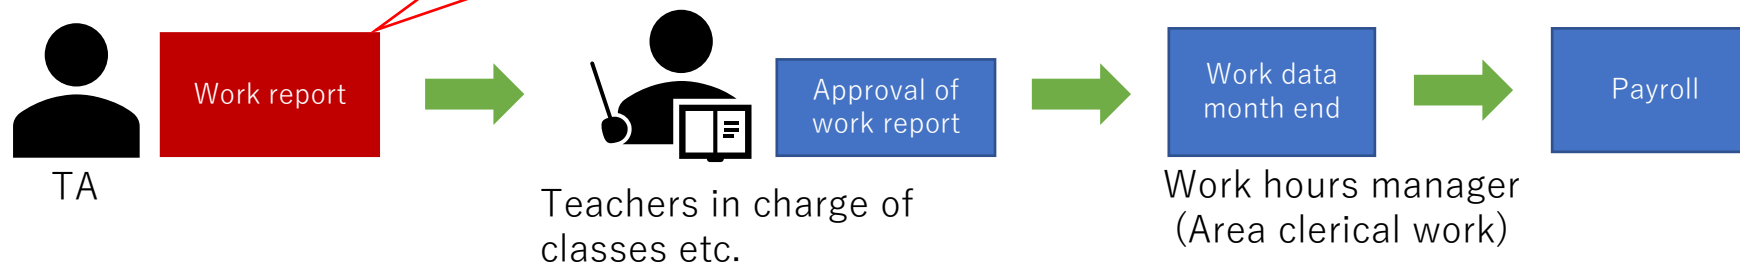 Work report
TA
Teachers in charge of
classes etc.
Approval of
work report
Work data
month end
Work hours manager
(Area clerical work)
Payroll